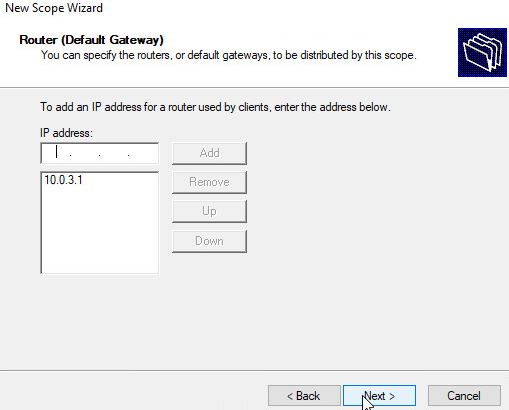 New Scope Wizard
Router (Default Gateway)
You can specify the routers, or default gateways, to be distributed by this scope.
To add an IP address for a router used by clients, enter the address below.
IP address:
. . .
Add
10.0.3.1
Remove
Up
Down
< Back
Next >
Cancel